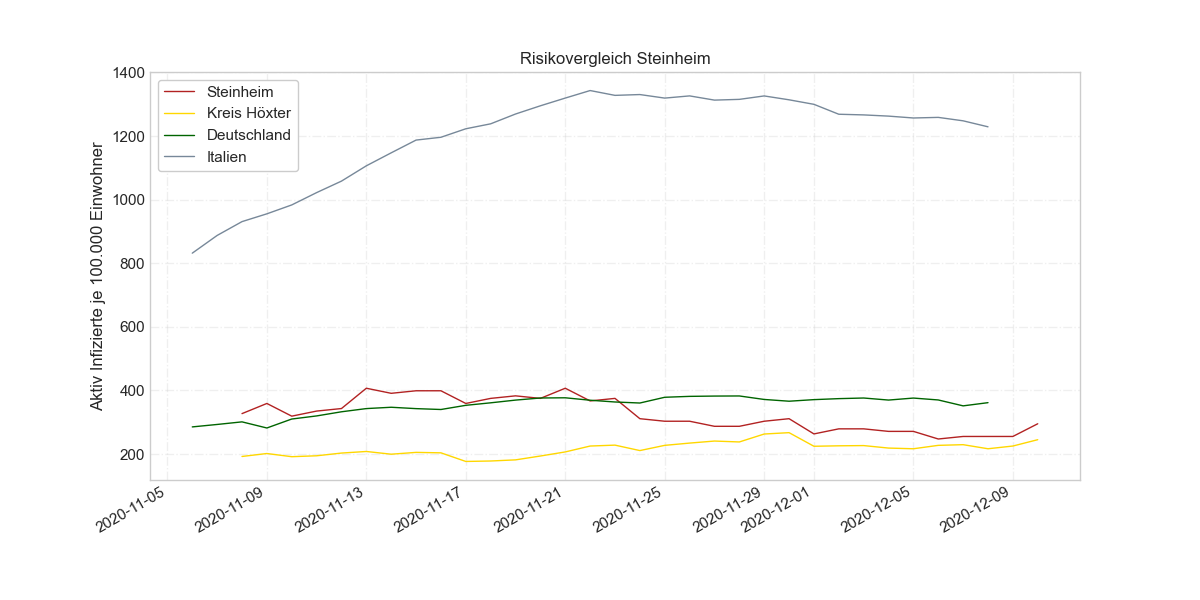 Risikovergleich Steinheim
Steinheim
Kreis Höxter
Deutschland
Italien
Aktiv Infizierte je 100.000 Einwohner
1400
1200
1000
800
600
400
200
2020-11-05
2020-11-09
2020-11-13
2020-11-17
2020-11-21
2020-11-25
2020-11-29
2020-12-01
2020-12-05
2020-12-09